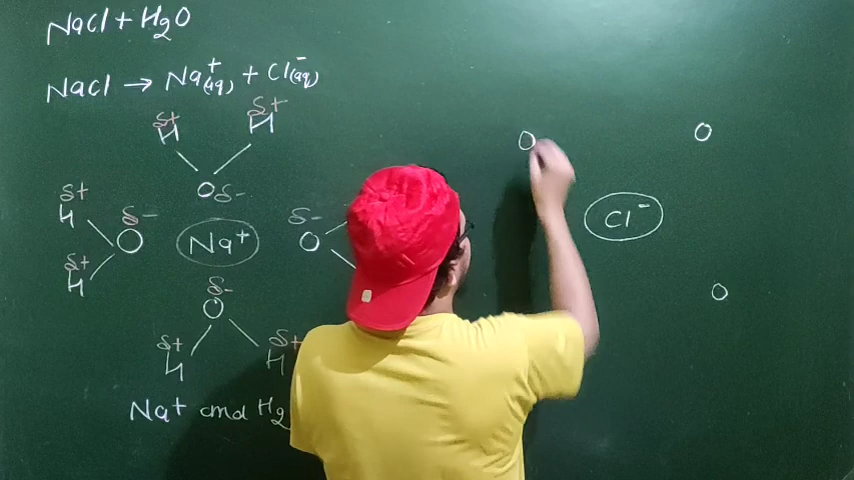 NaCl + H2O
NaCl → Na+(aq) + Cl-(aq)
δ+ δ+
H H
O δ-
δ+ δ-
H O
δ+
H
Na+
δ-
O
δ-
O
δ+ δ+
H H
Na+ and H2
O O
Cl-
O